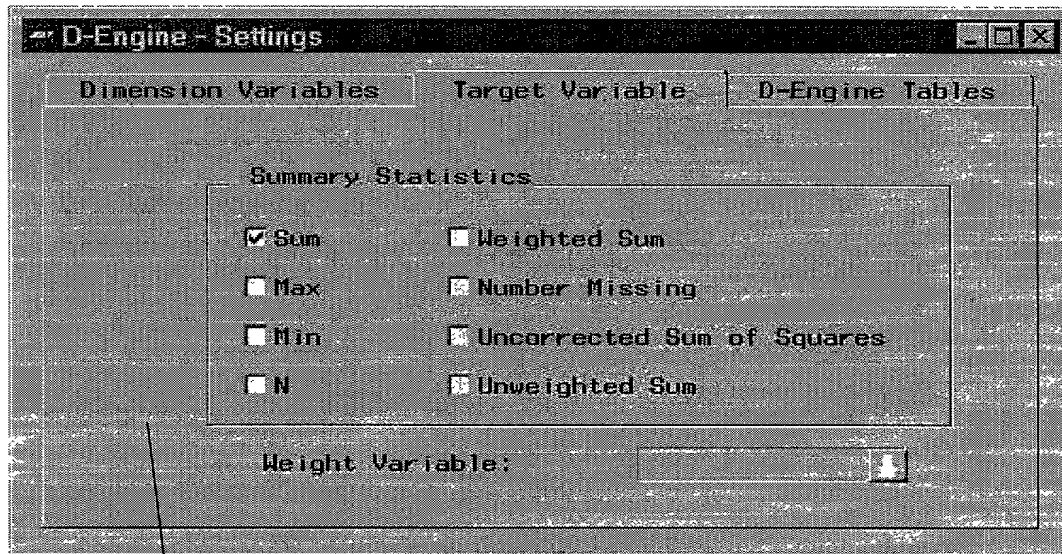 D-Engine - Settings
Dimension Variables Target Variable D-Engine Tables
Summary Statistics
Sum Weighted Sum
Max Number Missing
Min Uncorrected Sum of Squares
N Unweighted Sum
Weight Variable: